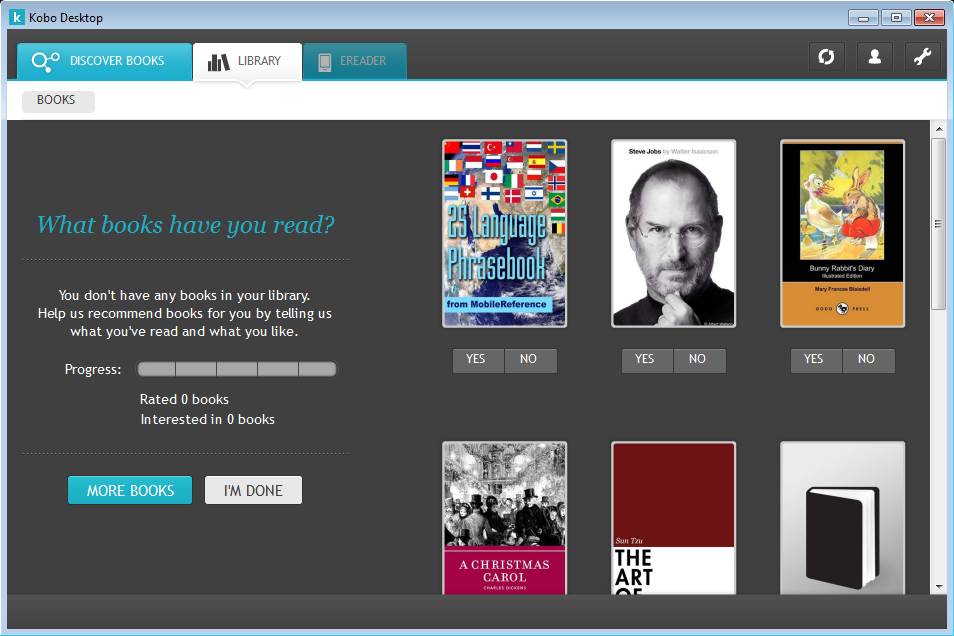 k Kobo Desktop
DISCOVER BOOKS
LIBRARY
EREADER
BOOKS
What books have you read?
You don't have any books in your library.
Help us recommend books for you by telling us
what you've read and what you like.
Progress:
Rated 0 books
Interested in 0 books
MORE BOOKS
I'M DONE
25 Language
Phrasebook
from MobileReference
YES
NO
Steve Jobs by Walter Isaacson
YES
NO
Bunny Rabbit's Diary
Illustrated Edition
Mary Frances Blaisdell
DODO PRESS
YES
NO
A CHRISTMAS
CAROL
CHARLES DICKENS
Sun Tzu
THE
ART
OF